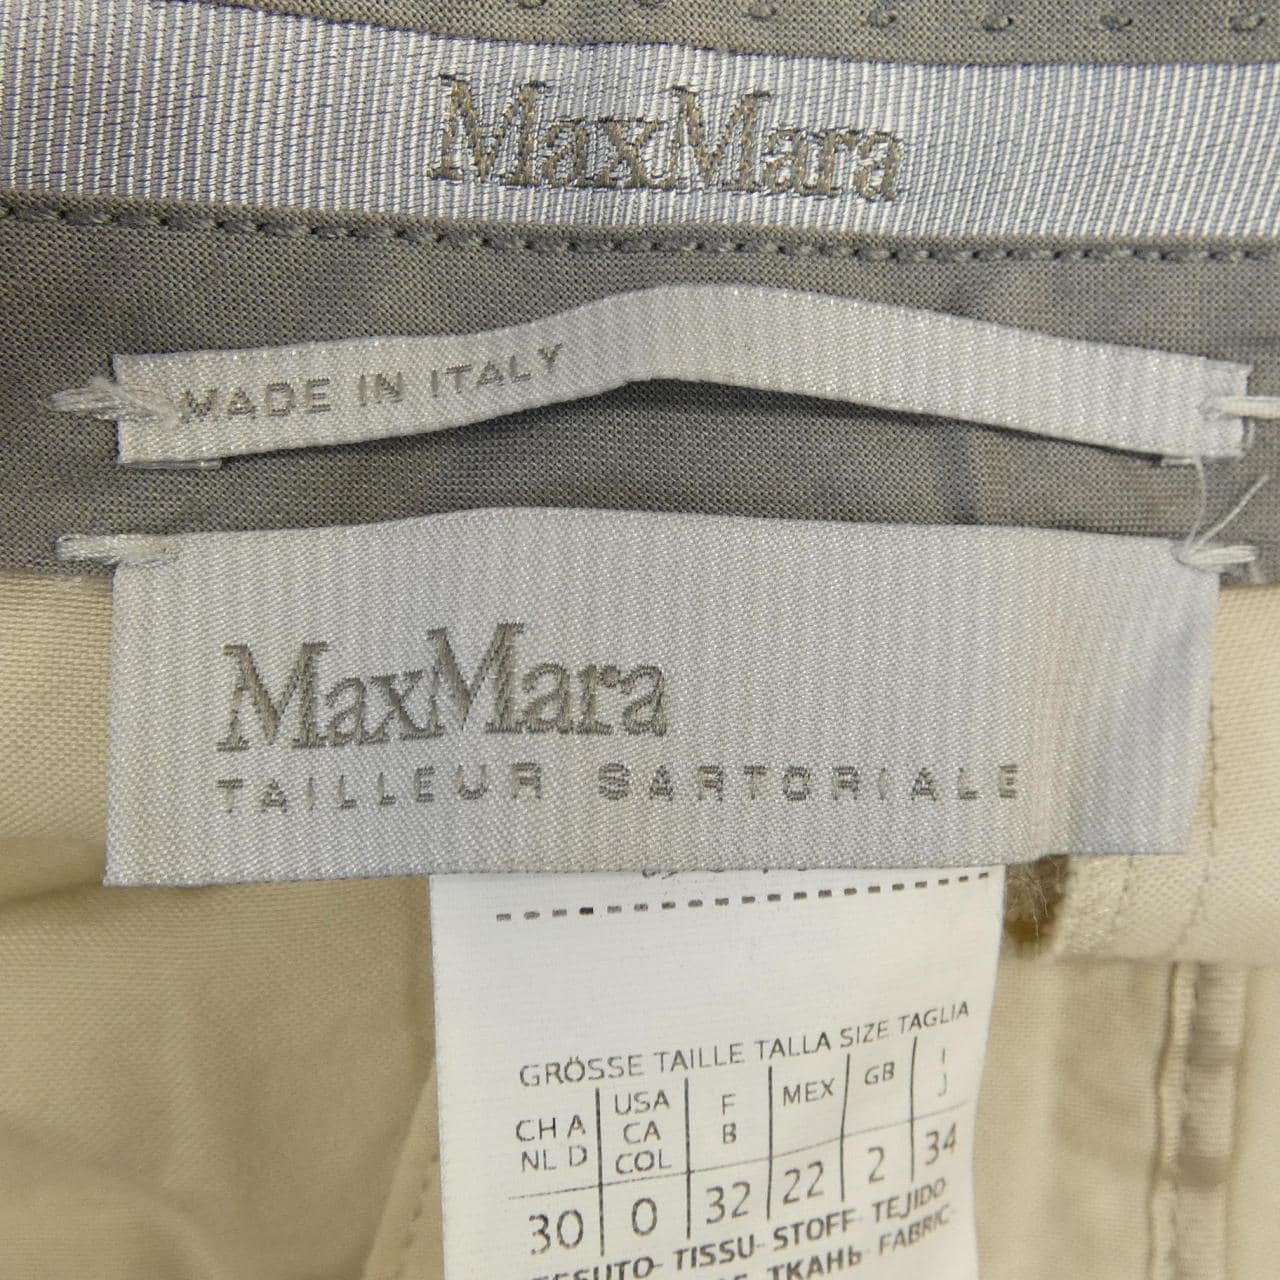 MaxMara
MADE IN ITALY
MaxMara
TAILLEUR SARTORIALE
GRÖSSE TAILLE TALLA SIZE TAGLIA
CH A NL D USA CA COL F B MEX GB I J
30 0 32 22 2 34
TISSU- STOFF- TEJIDO
ТКАНЬ- FABRIC-